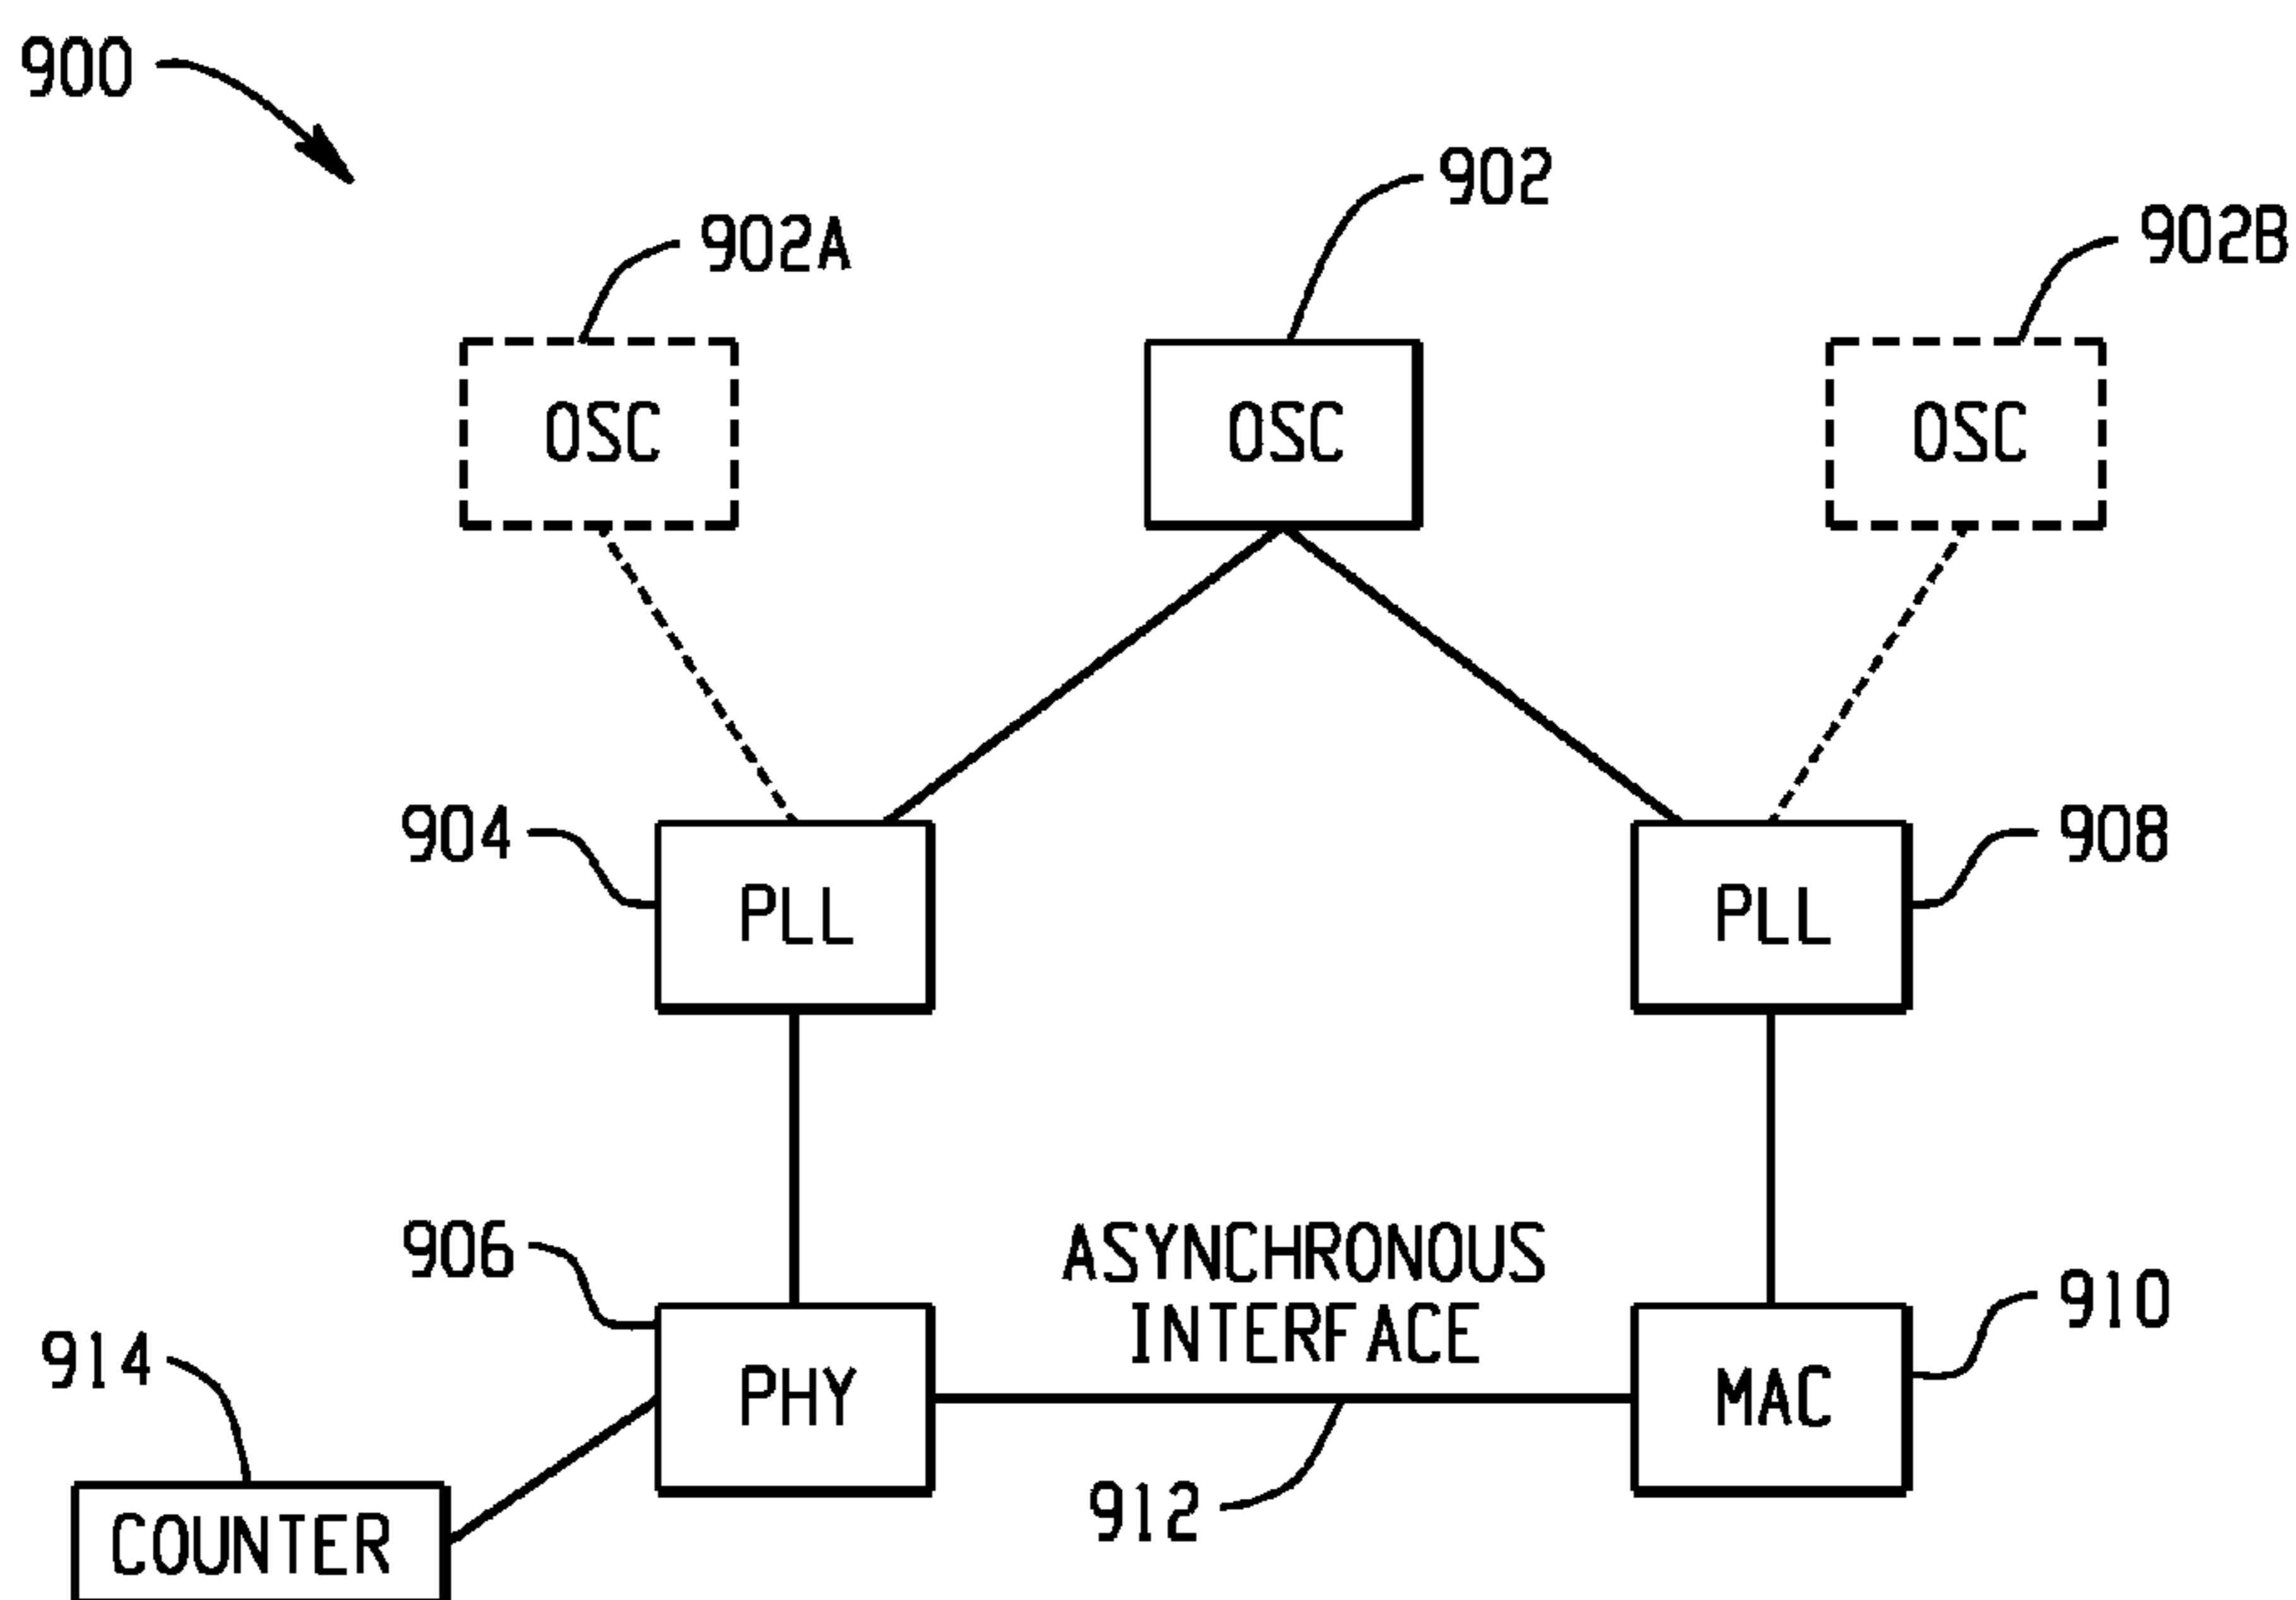 900
902
902A
902B
OSC
OSC
OSC
904
908
PLL
PLL
906
ASYNCHRONOUS
INTERFACE
910
914
PHY
MAC
912
COUNTER